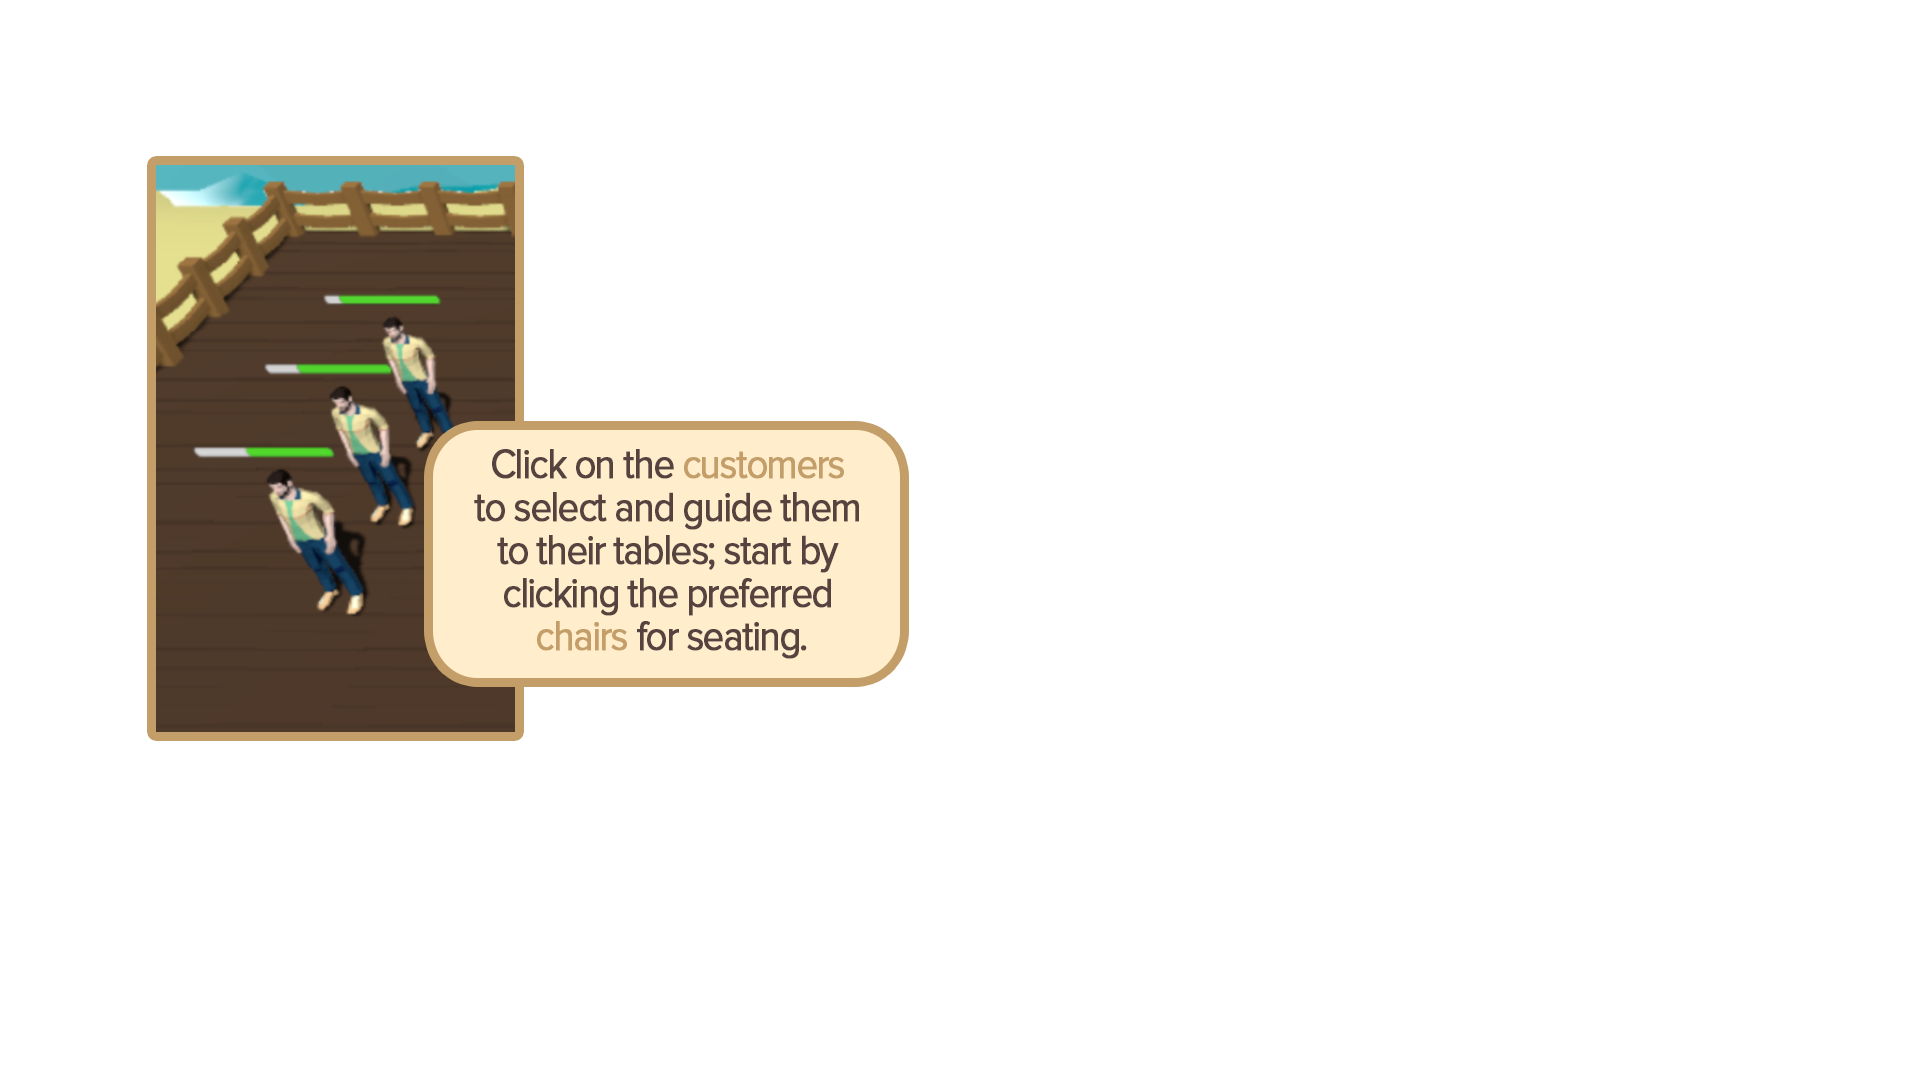 Click on the customers
to select and guide them
to their tables; start by
clicking the preferred
chairs for seating.